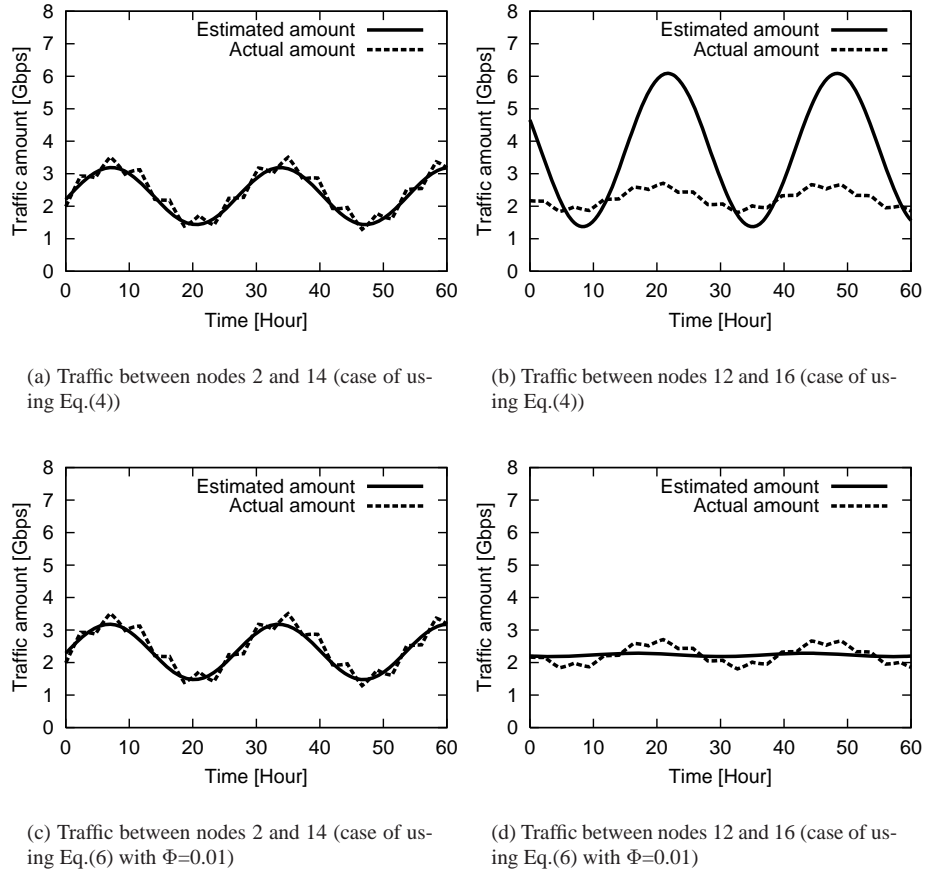 8
7
6
5
4
3
2
1
0
Traffic amount [Gbps]
Estimated amount
Actual amount
0 10 20 30 40 50 60
Time [Hour]
(a) Traffic between nodes 2 and 14 (case of us-
ing Eq.(4))
8
7
6
5
4
3
2
1
0
Traffic amount [Gbps]
Estimated amount
Actual amount
0 10 20 30 40 50 60
Time [Hour]
(b) Traffic between nodes 12 and 16 (case of us-
ing Eq.(4))
8
7
6
5
4
3
2
1
0
Traffic amount [Gbps]
Estimated amount
Actual amount
0 10 20 30 40 50 60
Time [Hour]
(c) Traffic between nodes 2 and 14 (case of us-
ing Eq.(6) with Φ=0.01)
8
7
6
5
4
3
2
1
0
Traffic amount [Gbps]
Estimated amount
Actual amount
0 10 20 30 40 50 60
Time [Hour]
(d) Traffic between nodes 12 and 16 (case of us-
ing Eq.(6) with Φ=0.01)